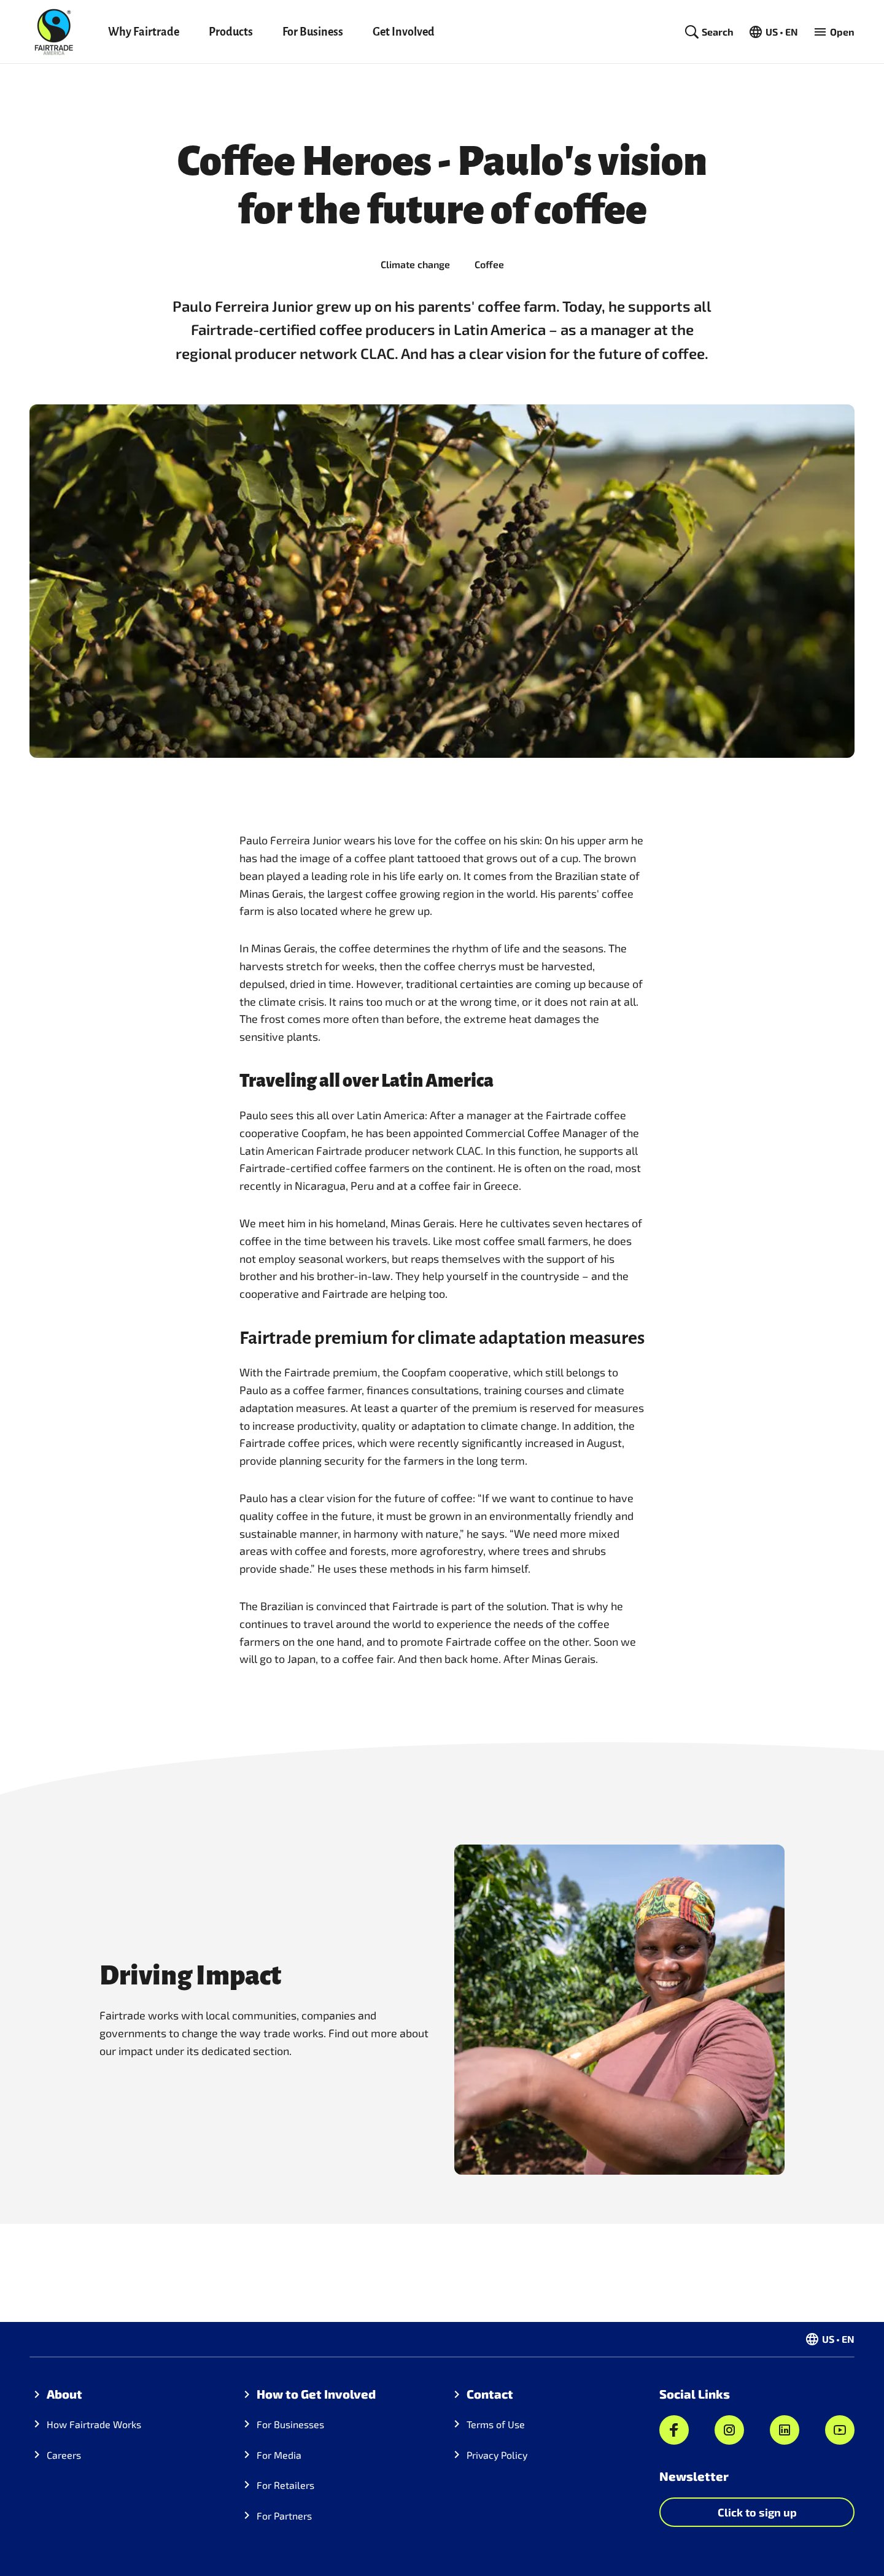 FAIRTRADE
AMERICA
Why Fairtrade
Products
For Business
Get Involved
Search
US • EN
Open
Coffee Heroes - Paulo's vision
for the future of coffee
Climate change
Coffee
Paulo Ferreira Junior grew up on his parents' coffee farm. Today, he supports all
Fairtrade-certified coffee producers in Latin America – as a manager at the
regional producer network CLAC. And has a clear vision for the future of coffee.
Paulo Ferreira Junior wears his love for the coffee on his skin: On his upper arm he
has had the image of a coffee plant tattooed that grows out of a cup. The brown
bean played a leading role in his life early on. It comes from the Brazilian state of
Minas Gerais, the largest coffee growing region in the world. His parents' coffee
farm is also located where he grew up.
In Minas Gerais, the coffee determines the rhythm of life and the seasons. The
harvests stretch for weeks, then the coffee cherrys must be harvested,
depulsed, dried in time. However, traditional certainties are coming up because of
the climate crisis. It rains too much or at the wrong time, or it does not rain at all.
The frost comes more often than before, the extreme heat damages the
sensitive plants.
Traveling all over Latin America
Paulo sees this all over Latin America: After a manager at the Fairtrade coffee
cooperative Coopfam, he has been appointed Commercial Coffee Manager of the
Latin American Fairtrade producer network CLAC. In this function, he supports all
Fairtrade-certified coffee farmers on the continent. He is often on the road, most
recently in Nicaragua, Peru and at a coffee fair in Greece.
We meet him in his homeland, Minas Gerais. Here he cultivates seven hectares of
coffee in the time between his travels. Like most coffee small farmers, he does
not employ seasonal workers, but reaps themselves with the support of his
brother and his brother-in-law. They help yourself in the countryside – and the
cooperative and Fairtrade are helping too.
Fairtrade premium for climate adaptation measures
With the Fairtrade premium, the Coopfam cooperative, which still belongs to
Paulo as a coffee farmer, finances consultations, training courses and climate
adaptation measures. At least a quarter of the premium is reserved for measures
to increase productivity, quality or adaptation to climate change. In addition, the
Fairtrade coffee prices, which were recently significantly increased in August,
provide planning security for the farmers in the long term.
Paulo has a clear vision for the future of coffee: "If we want to continue to have
quality coffee in the future, it must be grown in an environmentally friendly and
sustainable manner, in harmony with nature," he says. "We need more mixed
areas with coffee and forests, more agroforestry, where trees and shrubs
provide shade." He uses these methods in his farm himself.
The Brazilian is convinced that Fairtrade is part of the solution. That is why he
continues to travel around the world to experience the needs of the coffee
farmers on the one hand, and to promote Fairtrade coffee on the other. Soon we
will go to Japan, to a coffee fair. And then back home. After Minas Gerais.
Driving Impact
Fairtrade works with local communities, companies and
governments to change the way trade works. Find out more about
our impact under its dedicated section.
US • EN
About
How Fairtrade Works
Careers
How to Get Involved
For Businesses
For Media
For Retailers
For Partners
Contact
Terms of Use
Privacy Policy
Social Links
Newsletter
Click to sign up